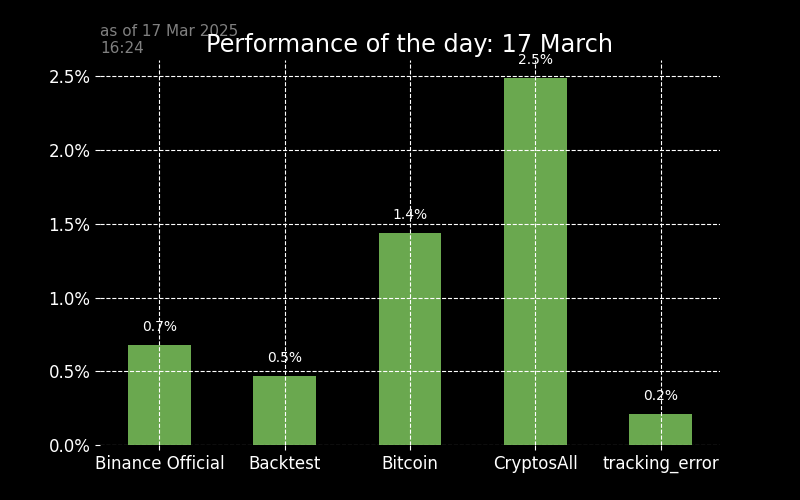 as of 17 Mar 2025
16:24
Performance of the day: 17 March
2.5%
2.0%
1.5%
1.0%
0.5%
0.0%
0.7%
0.5%
1.4%
2.5%
0.2%
Binance Official
Backtest
Bitcoin
CryptosAll
tracking_error